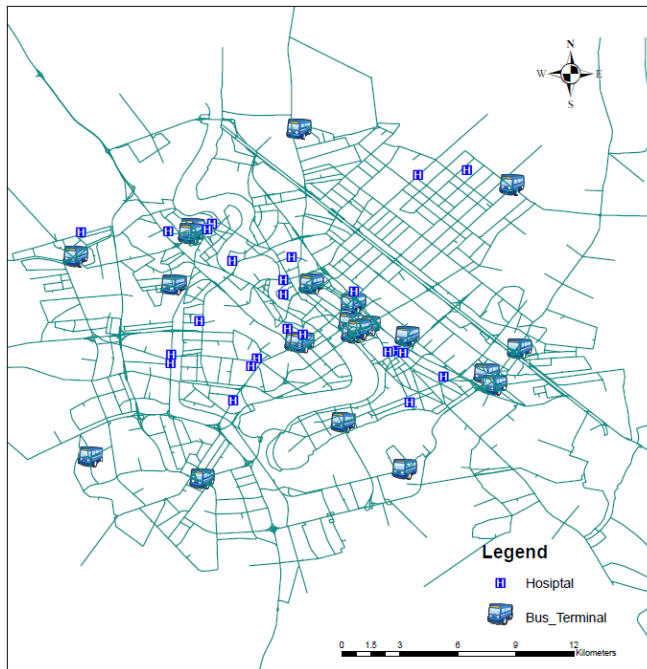 N
W E
S
Legend
H Hosiptal
Bus_Terminal
0 1.5 3 6 9 12
Kilometers